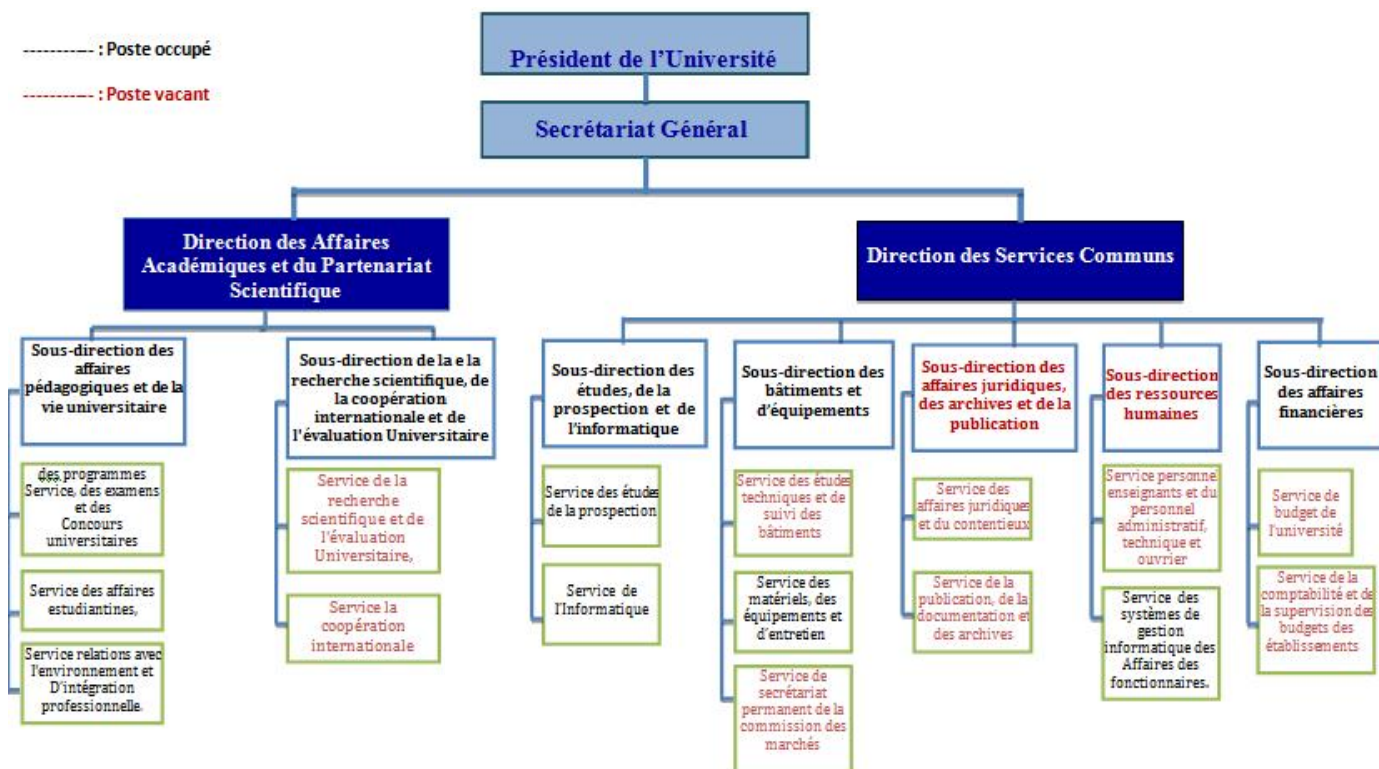 ----------- : Poste occupé
----------- : Poste vacant
Président de l'Université
Secrétariat Général
Direction des Affaires
Académiques et du Partenariat
Scientifique
Direction des Services Communs
Sous-direction des
affaires
pédagogiques et de la
vie universitaire
Sous-direction de la e la
recherche scientifique, de
la coopération
internationale et de
l'évaluation Universitaire
Sous-direction des
études, de la
prospection et de
l'informatique
Sous-direction des
bâtiments et
d'équipements
Sous-direction des
affaires juridiques,
des archives et de la
publication
Sous-direction
des ressources
humaines
Sous-direction
des affaires
financières
des programmes
Service, des examens
et des
Concours
universitaires
Service des affaires
estudiantines,
Service relations avec
l'environnement et
D'intégration
professionnelle.
Service de la
recherche
scientifique et de
l'évaluation
Universitaire,
Service la
coopération
internationale
Service des études
de la prospection
Service de
l'Informatique
Service des études
techniques et de
suivi des
bâtiments
Service des
matériels, des
équipements et
d'entretien
Service de
secrétariat
permanent de la
commission des
marchés
Service des
affaires juridiques
et du contentieux
Service de la
publication, de la
documentation et
des archives
Service personnel
enseignants et du
personnel
administratif,
technique et
ouvrier
Service des
systèmes de
gestion
informatique des
Affaires des
fonctionnaires.
Service de
budget de
l'université
Service de la
comptabilité et de
la supervision des
budgets des
établissements